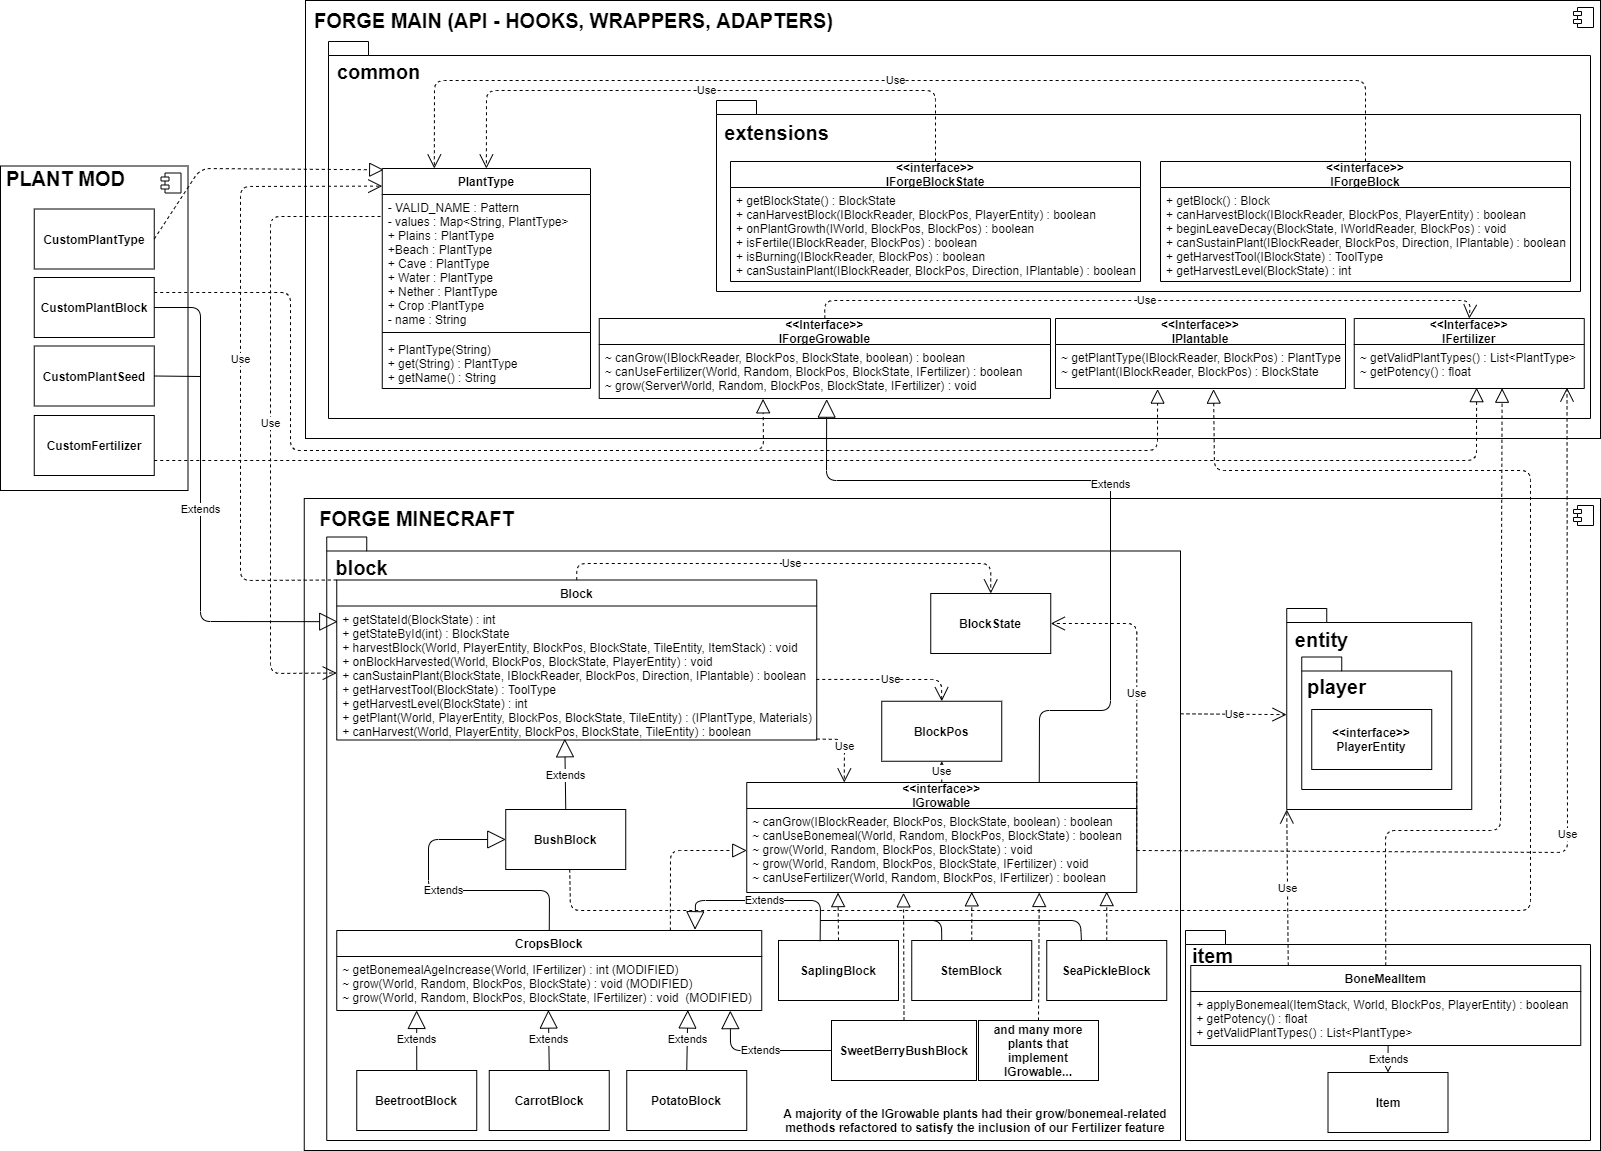 FORGE MAIN (API - HOOKS, WRAPPERS, ADAPTERS)
common
Use
Use
extensions
<<interface>>
IForgeBlockState
+ getBlockState() : BlockState
+ canHarvestBlock(IBlockReader, BlockPos, PlayerEntity) : boolean
+ onPlantGrowth(IWorld, BlockPos, BlockPos) : boolean
+ isFertile(IBlockReader, BlockPos) : boolean
+ isBurning(IBlockReader, BlockPos) : boolean
+ canSustainPlant(IBlockReader, BlockPos, Direction, IPlantable) : boolean
<<interface>>
IForgeBlock
+ getBlock() : Block
+ canHarvestBlock(IBlockReader, BlockPos, PlayerEntity) : boolean
+ beginLeaveDecay(BlockState, IWorldReader, BlockPos) : void
+ canSustainPlant(IBlockReader, BlockPos, Direction, IPlantable) : boolean
+ getHarvestTool(IBlockState) : ToolType
+ getHarvestLevel(BlockState) : int
PlantType
- VALID_NAME : Pattern
- values : Map<String, PlantType>
+ Plains : PlantType
+Beach : PlantType
+ Cave : PlantType
+ Water : PlantType
+ Nether : PlantType
+ Crop :PlantType
- name : String
+ PlantType(String)
+ get(String) : PlantType
+ getName() : String
PLANT MOD
CustomPlantType
CustomPlantBlock
CustomPlantSeed
CustomFertilizer
Use
Use
Extends
Use
<<Interface>>
IForgeGrowable
~ canGrow(IBlockReader, BlockPos, BlockState, boolean) : boolean
~ canUseFertilizer(World, Random, BlockPos, BlockState, IFertilizer) : boolean
~ grow(ServerWorld, Random, BlockPos, BlockState, IFertilizer) : void
<<Interface>>
IPlantable
~ getPlantType(IBlockReader, BlockPos) : PlantType
~ getPlant(IBlockReader, BlockPos) : BlockState
<<Interface>>
IFertilizer
~ getValidPlantTypes() : List<PlantType>
~ getPotency() : float
Extends
FORGE MINECRAFT
block
Use
Block
+ getStateId(BlockState) : int
+ getStateById(int) : BlockState
+ harvestBlock(World, PlayerEntity, BlockPos, BlockState, TileEntity, ItemStack) : void
+ onBlockHarvested(World, BlockPos, BlockState, PlayerEntity) : void
+ canSustainPlant(BlockState, IBlockReader, BlockPos, Direction, IPlantable) : boolean
+ getHarvestTool(BlockState) : ToolType
+ getHarvestLevel(BlockState) : int
+ getPlant(World, PlayerEntity, BlockPos, BlockState, TileEntity) : (IPlantType, Materials)
+ canHarvest(World, PlayerEntity, BlockPos, BlockState, TileEntity) : boolean
BlockState
Use
Use
BlockPos
Use
Use
Extends
<<interface>>
IGrowable
~ canGrow(IBlockReader, BlockPos, BlockState, boolean) : boolean
~ canUseBonemeal(World, Random, BlockPos, BlockState) : boolean
~ grow(World, Random, BlockPos, BlockState) : void
~ grow(World, Random, BlockPos, BlockState, IFertilizer) : void
~ canUseFertilizer(World, Random, BlockPos, IFertilizer) : boolean
BushBlock
Extends
Extends
CropsBlock
~ getBonemealAgeIncrease(World, IFertilizer) : int (MODIFIED)
~ grow(World, Random, BlockPos, BlockState) : void (MODIFIED)
~ grow(World, Random, BlockPos, BlockState, IFertilizer) : void  (MODIFIED)
SaplingBlock
StemBlock
SeaPickleBlock
Extends
Extends
Extends
Extends
SweetBerryBushBlock
and many more
plants that
implement
IGrowable...
BeetrootBlock
CarrotBlock
PotatoBlock
A majority of the IGrowable plants had their grow/bonemeal-related
methods refactored to satisfy the inclusion of our Fertilizer feature
entity
player
<<interface>>
PlayerEntity
Use
Use
Use
item
BoneMealItem
+ applyBonemeal(ItemStack, World, BlockPos, PlayerEntity) : boolean
+ getPotency() : float
+ getValidPlantTypes() : List<PlantType>
Extends
Item